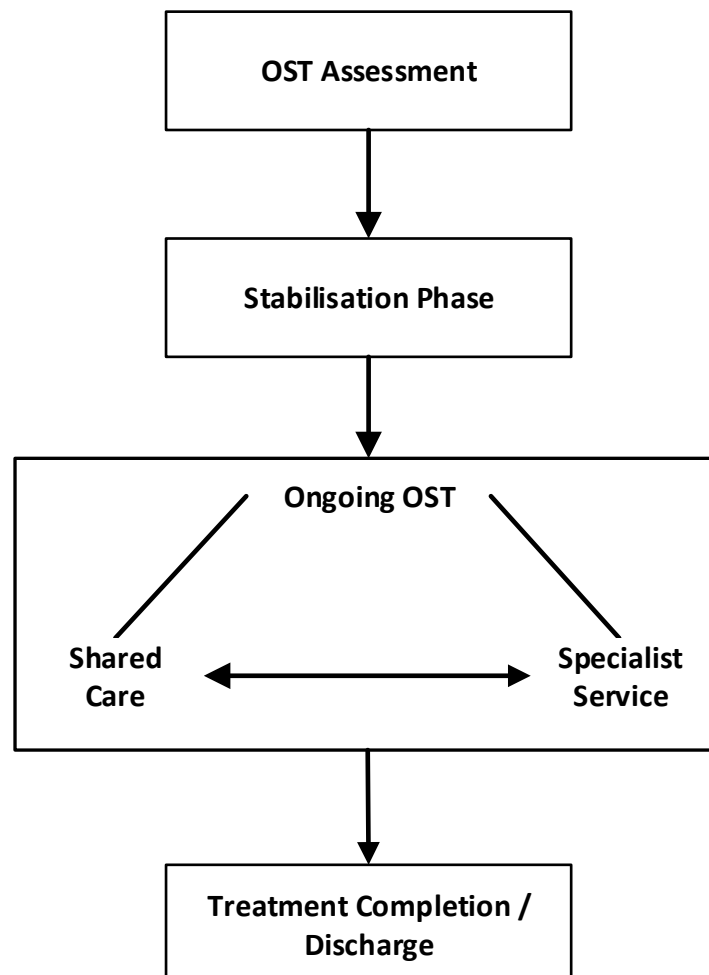 OST Assessment
Stabilisation Phase
Ongoing OST
Shared
Care
Specialist
Service
Treatment Completion /
Discharge